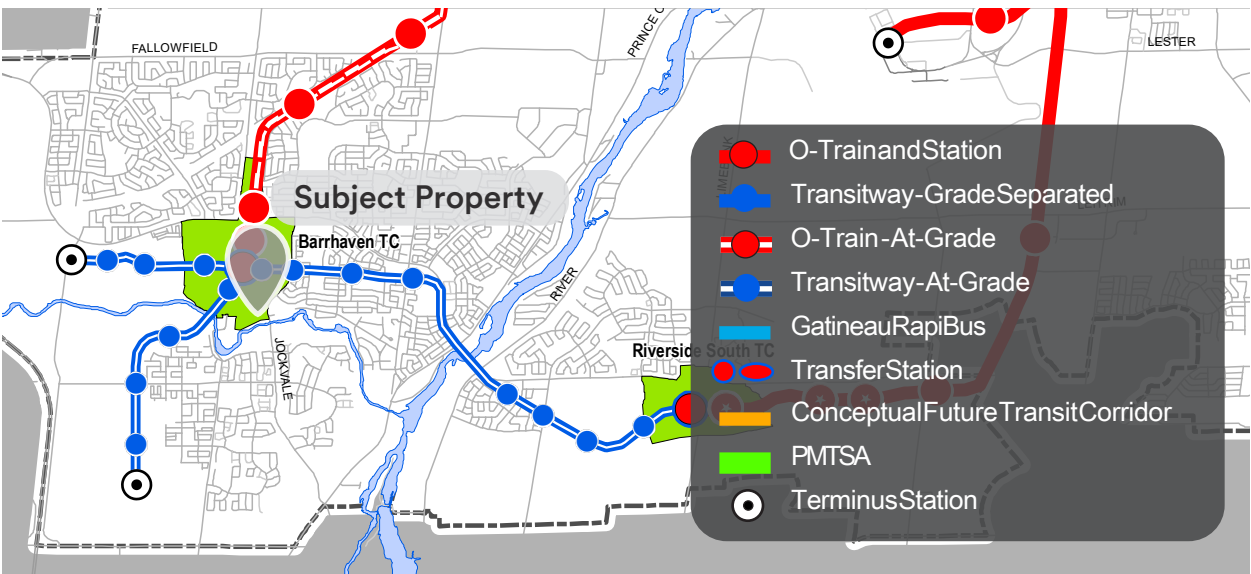 FALLOWFIELD
PRINCE O
LESTER
Subject Property
Barrhaven TC
RIVER
JOCKVALE
Riverside South TC
O-TrainandStation
Transitway-GradeSeparated
O-Train-At-Grade
Transitway-At-Grade
GatineauRapiBus
TransferStation
ConceptualFutureTransitCorridor
PMTSA
TerminusStation